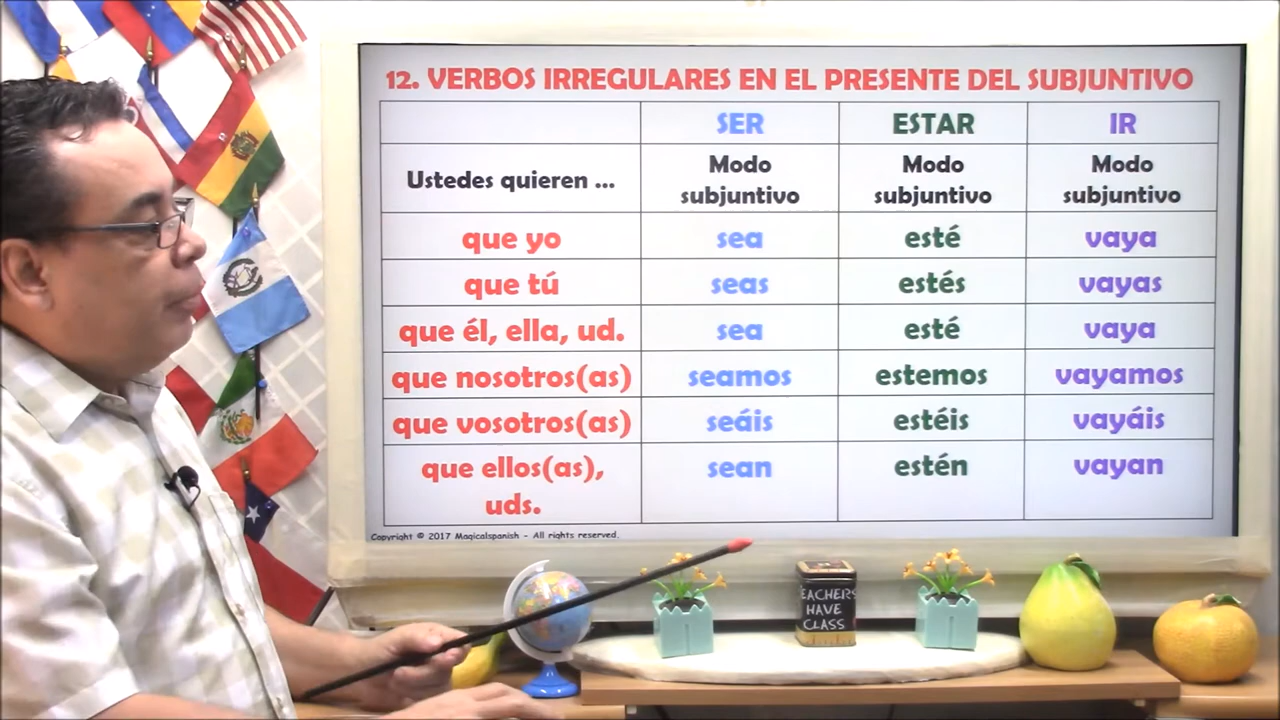 12. VERBOS IRREGULARES EN EL PRESENTE DEL SUBJUNTIVO
SER ESTAR IR
Ustedes quieren ... Modo subjuntivo Modo subjuntivo Modo subjuntivo
que yo sea esté vaya
que tú seas estés vayas
que él, ella, ud. sea esté vaya
que nosotros(as) seamos estemos vayamos
que vosotros(as) seáis estéis vayáis
que ellos(as), uds. sean estén vayan
Copyright © 2017 Magicalspanish - All rights reserved.
EACHERS
HAVE
CLASS